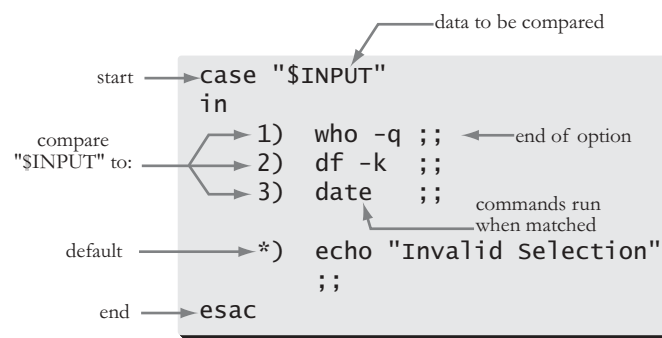 data to be compared
start case "$INPUT"
in
compare
"$INPUT" to:
1) who -q ;; end of option
2) df -k ;;
3) date ;;
commands run
when matched
default *) echo "Invalid Selection"
;;
end esac